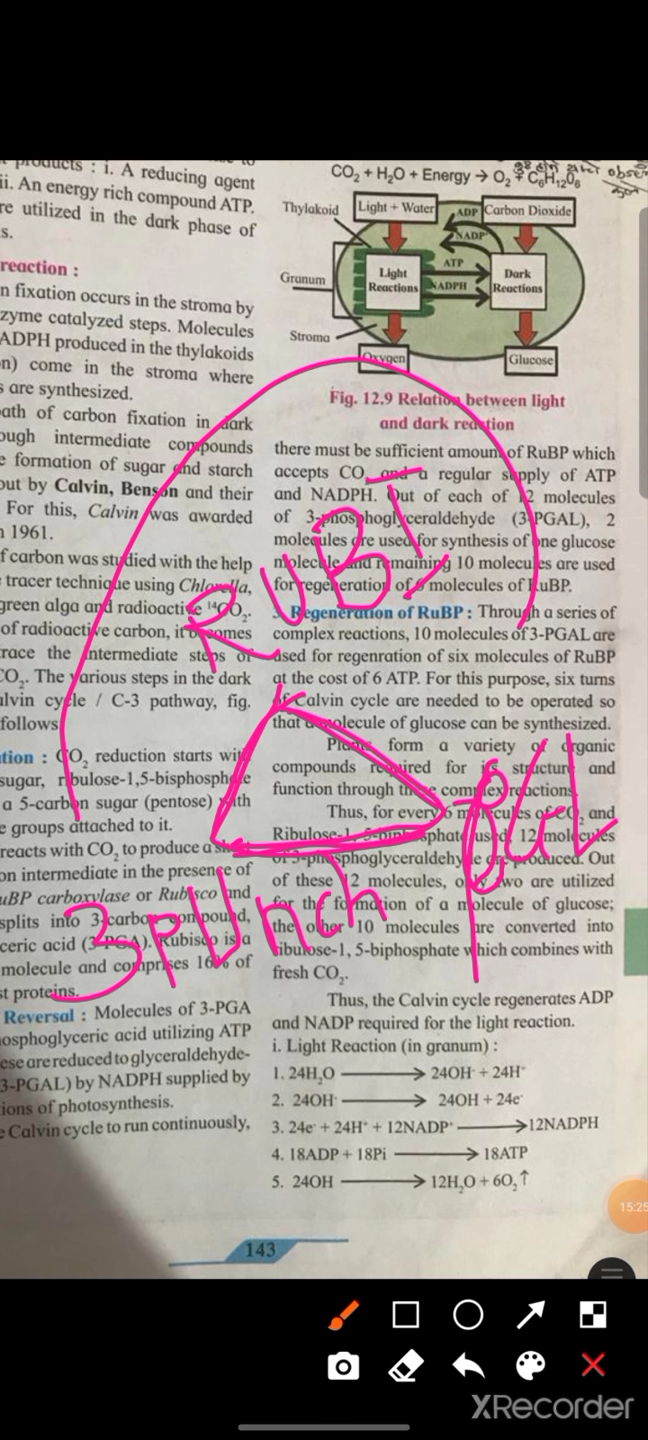 products : i. A reducing agent
ii. An energy rich compound ATP.
re utilized in the dark phase of
s.
reaction :
n fixation occurs in the stroma by
zyme catalyzed steps. Molecules
ADPH produced in the thylakoids
n) come in the stroma where
s are synthesized.
ath of carbon fixation in dark
ough intermediate compounds
e formation of sugar and starch
out by Calvin, Benson and their
For this, Calvin was awarded
n 1961.
f carbon was studied with the help
tracer technique using Chlorella,
green alga and radioactive ¹⁴CO₂.
of radioactive carbon, it becomes
trace the intermediate steps of
CO₂. The various steps in the dark
alvin cycle / C-3 pathway, fig.
follows
tion : CO₂ reduction starts with
sugar, ribulose-1,5-bisphosphate
a 5-carbon sugar (pentose) with
e groups attached to it.
reacts with CO₂ to produce a
on intermediate in the presence of
uBP carboxylase or Rubisco and
splits into 3-carbon compound,
ceric acid (3-PGA). Rubisco is a
molecule and comprises 16% of
st proteins.
Reversal : Molecules of 3-PGA
hosphoglyceric acid utilizing ATP
ese are reduced to glyceraldehyde-
3-PGAL) by NADPH supplied by
tions of photosynthesis.
e Calvin cycle to run continuously,
CO₂ + H₂O + Energy → O₂ + C₆H₁₂O₆
Thylakoid
Light + Water
ADP
Carbon Dioxide
NADP
Granum
Light
Reactions
ATP
NADPH
Dark
Reactions
Stroma
Oxygen
Glucose
Fig. 12.9 Relation between light
and dark reaction
there must be sufficient amount of RuBP which
accepts CO₂ and a regular supply of ATP
and NADPH. Out of each of 12 molecules
of 3-phosphoglyceraldehyde (3-PGAL), 2
molecules are used for synthesis of one glucose
molecule and remaining 10 molecules are used
for regeneration of 6 molecules of RuBP.
3. Regeneration of RuBP : Through a series of
complex reactions, 10 molecules of 3-PGAL are
used for regenration of six molecules of RuBP
at the cost of 6 ATP. For this purpose, six turns
of Calvin cycle are needed to be operated so
that a molecule of glucose can be synthesized.
Plants form a variety of organic
compounds required for its structure and
function through these complex reactions.
Thus, for every 6 molecules of CO₂ and
Ribulose-1, 5-biphosphate used, 12 molecules
of 3-phosphoglyceraldehyde are produced. Out
of these 12 molecules, only two are utilized
for the formation of a molecule of glucose;
the other 10 molecules are converted into
ribulose-1, 5-biphosphate which combines with
fresh CO₂.
Thus, the Calvin cycle regenerates ADP
and NADP required for the light reaction.
i. Light Reaction (in granum) :
1. 24H₂O → 24OH⁻ + 24H⁺
2. 24OH⁻ → 24OH + 24e⁻
3. 24e⁻ + 24H⁺ + 12NADP⁺ → 12NADPH
4. 18ADP + 18Pi → 18ATP
5. 24OH → 12H₂O + 6O₂↑
RUBI
3PUnch
143
15:25
XRecorder